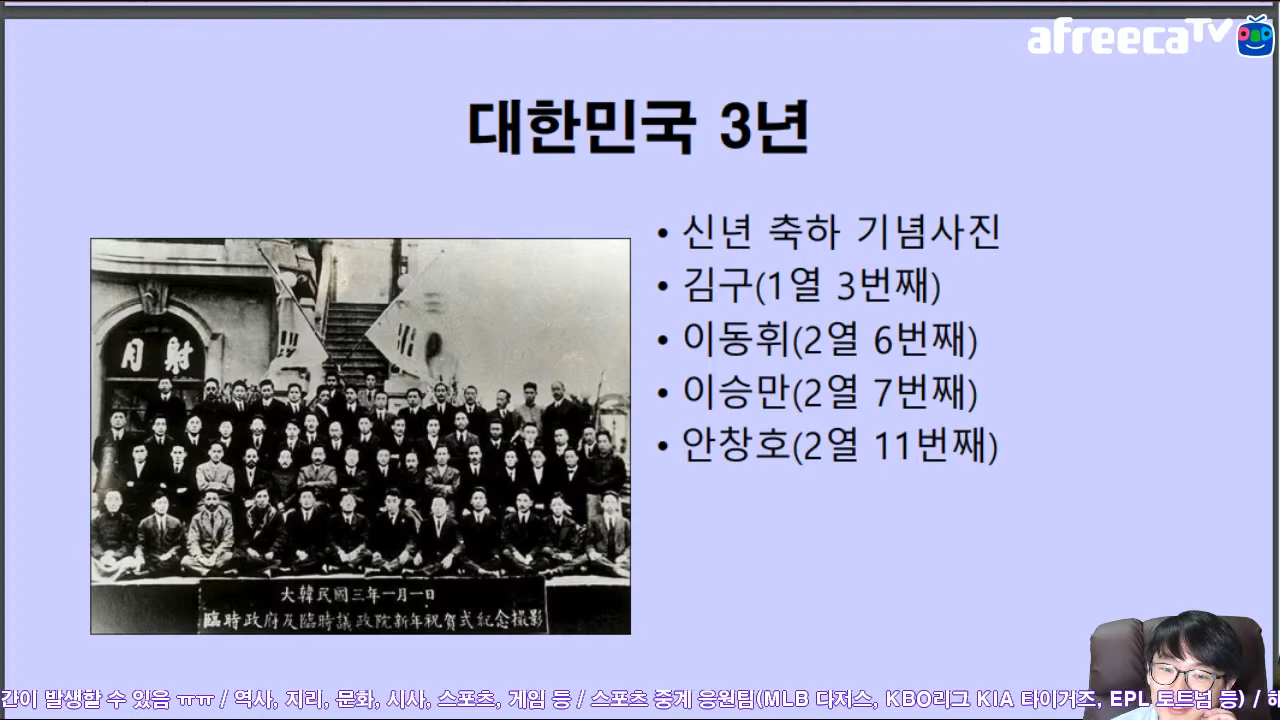 afreecaTV
대한민국 3년
• 신년 축하 기념사진
• 김구(1열 3번째)
• 이동휘(2열 6번째)
• 이승만(2열 7번째)
• 안창호(2열 11번째)
月射
大韓民國三年一月一日
臨時政府及臨時議政院新年祝賀式紀念撮影
간이 발생할 수 있음 ㅠㅠ / 역사, 지리, 문화, 시사, 스포츠, 게임 등 / 스포츠 중계 응원팀(MLB 다저스, KBO리그 KIA 타이거즈, EPL 토트넘 등) / 해